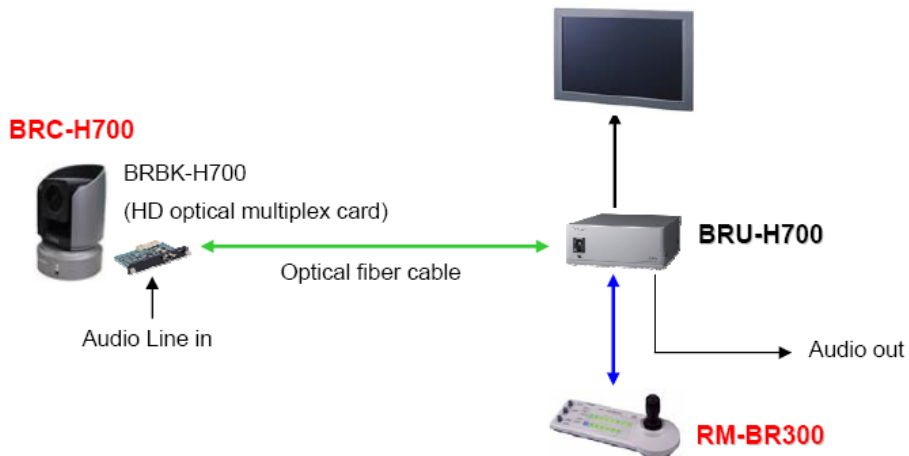 BRC-H700
BRBK-H700
(HD optical multiplex card)
BRU-H700
Optical fiber cable
Audio Line in
Audio out
RM-BR300